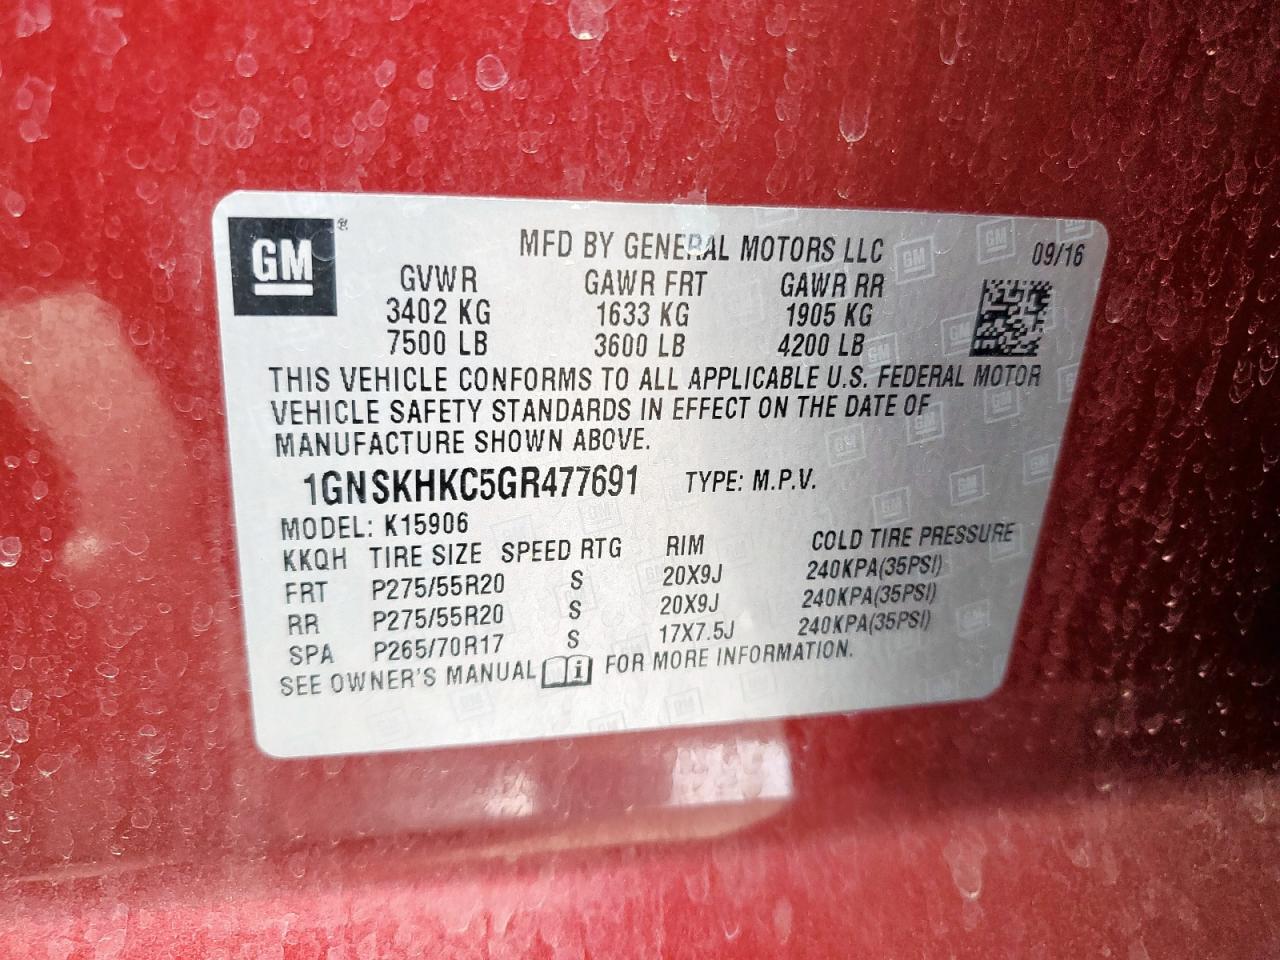 GM ®
MFD BY GENERAL MOTORS LLC 09/16
GVWR GAWR FRT GAWR RR
3402 KG 1633 KG 1905 KG
7500 LB 3600 LB 4200 LB
THIS VEHICLE CONFORMS TO ALL APPLICABLE U.S. FEDERAL MOTOR
VEHICLE SAFETY STANDARDS IN EFFECT ON THE DATE OF
MANUFACTURE SHOWN ABOVE.
1GNSKHKC5GR477691 TYPE: M.P.V.
MODEL: K15906
KKQH TIRE SIZE SPEED RTG RIM COLD TIRE PRESSURE
FRT P275/55R20 S 20X9J 240KPA(35PSI)
RR P275/55R20 S 20X9J 240KPA(35PSI)
SPA P265/70R17 S 17X7.5J 240KPA(35PSI)
SEE OWNER'S MANUAL i FOR MORE INFORMATION.